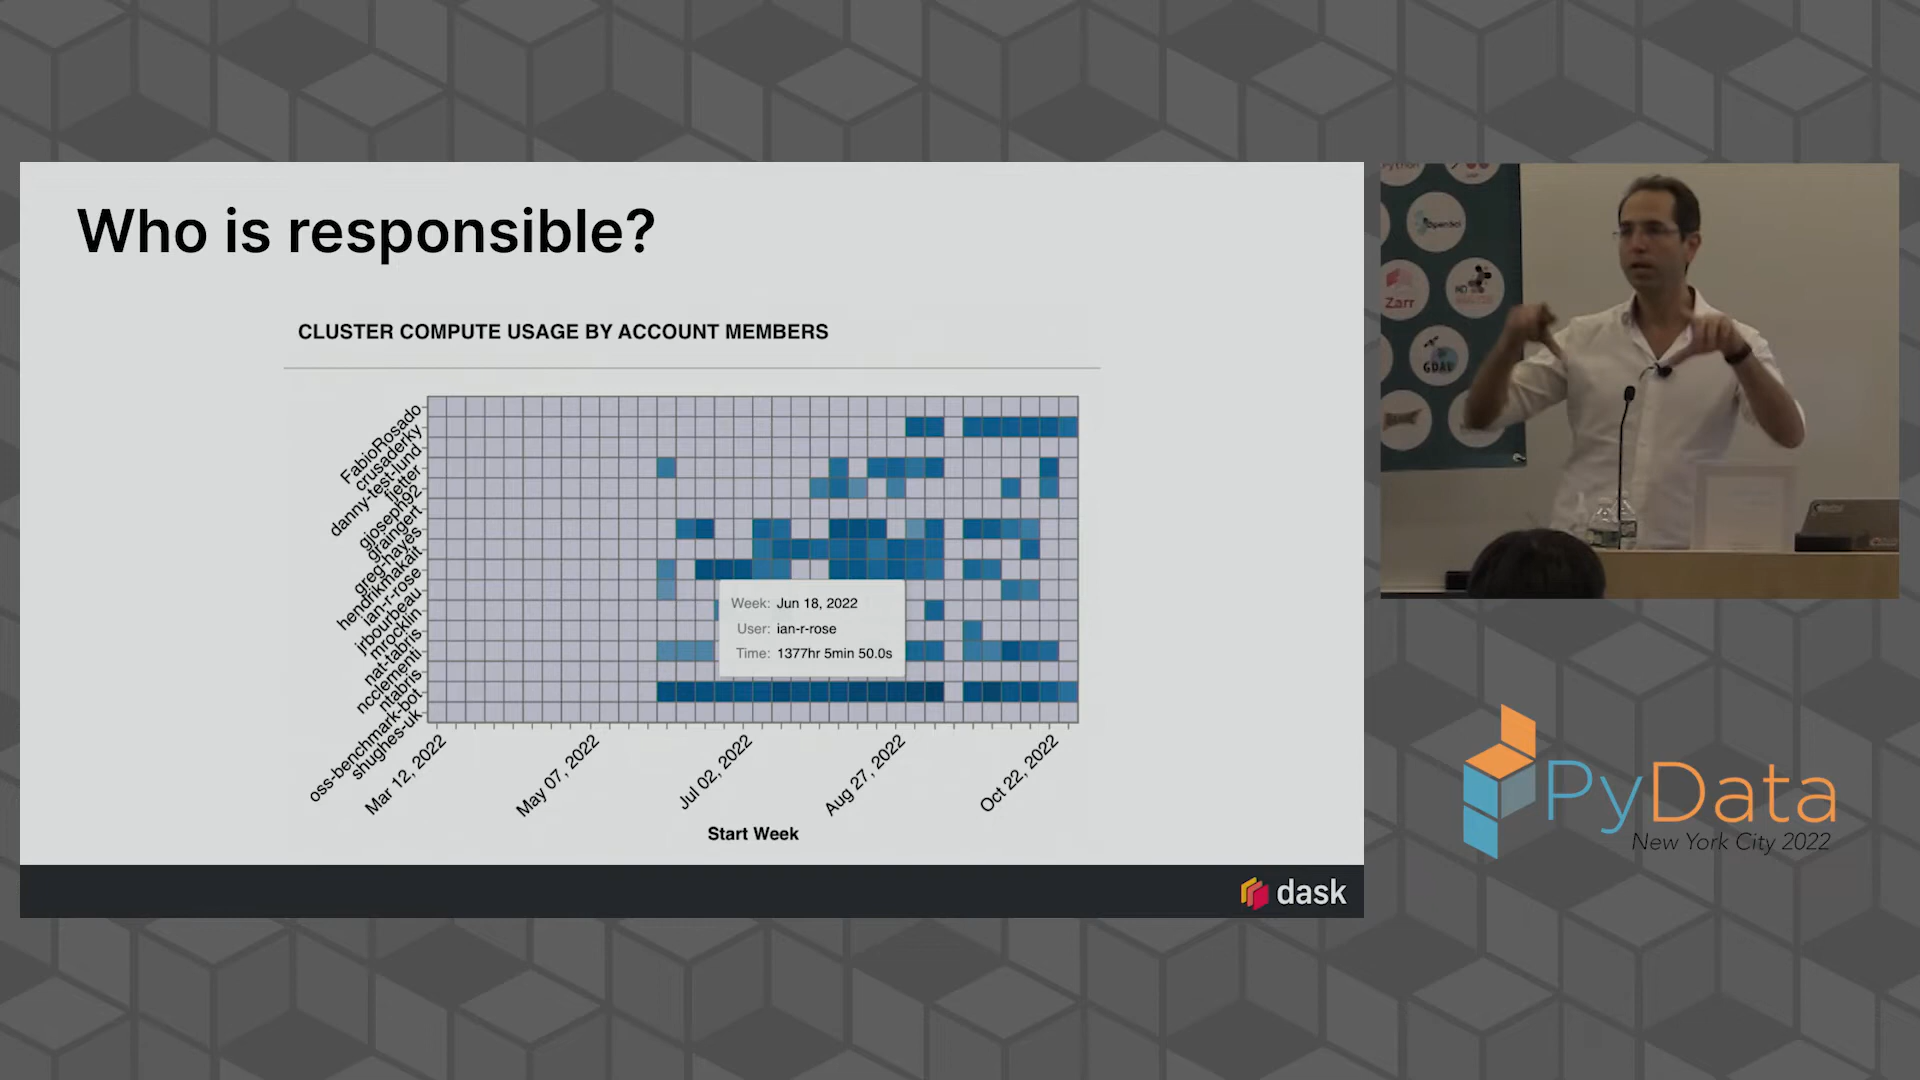 Who is responsible?
CLUSTER COMPUTE USAGE BY ACCOUNT MEMBERS
FabioRosado
crusaderky
danny-test-lund
fjetter
gjoseph92
graingert
greg-hayes
hendrikmakait
ian-r-rose
jrbourbeau
mrocklin
nat-tabris
ncclementi
ntabris
oss-benchmark-bot
shughes-uk
Week: Jun 18, 2022
User: ian-r-rose
Time: 1377hr 5min 50.0s
Mar 12, 2022
May 07, 2022
Jul 02, 2022
Aug 27, 2022
Oct 22, 2022
Start Week
dask
Zarr
GDAL
PyData
New York City 2022